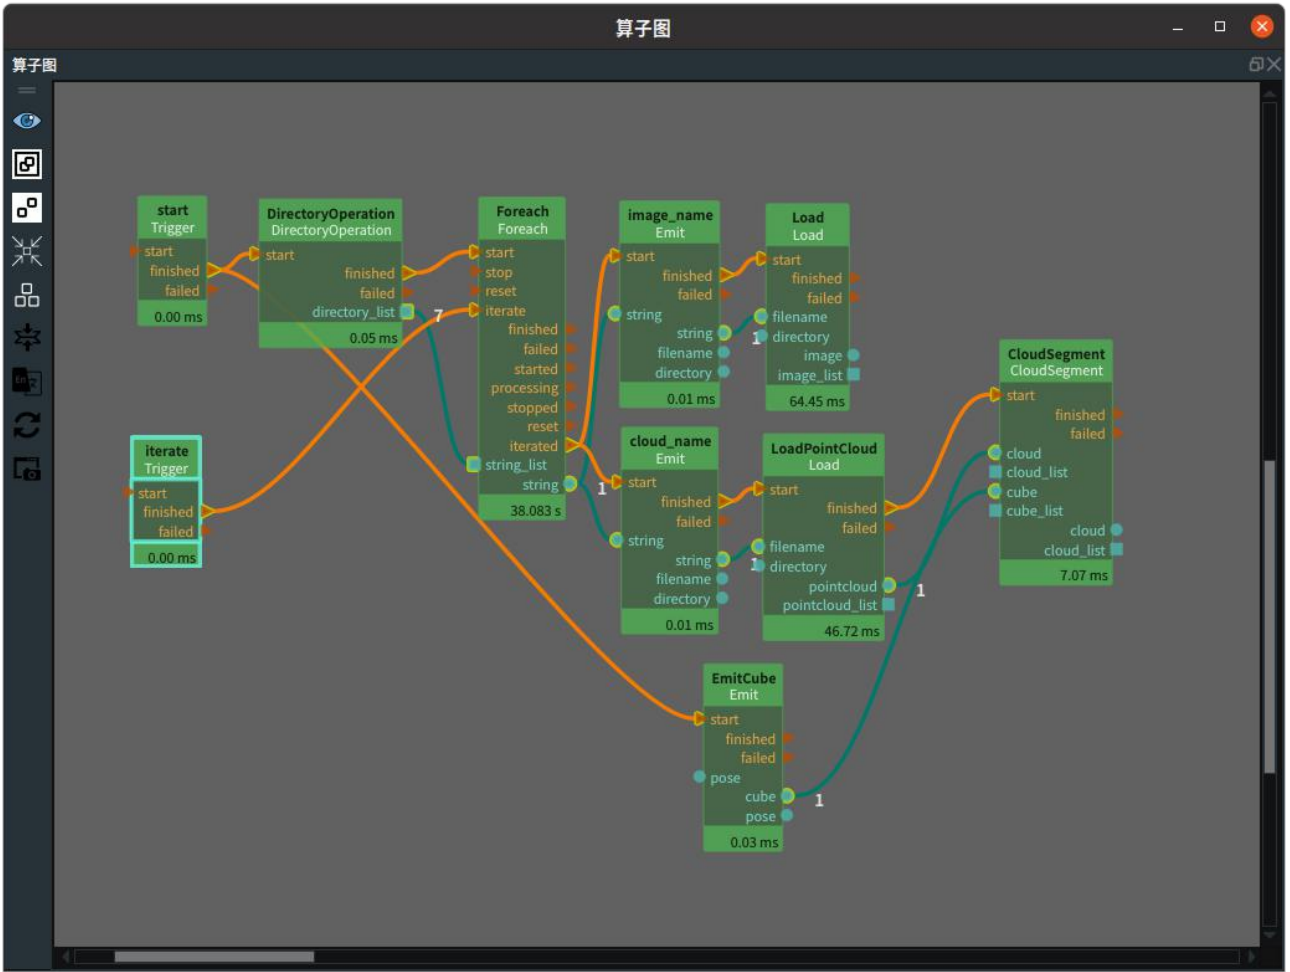 算子图
算子图
start
Trigger
start
finished
failed
0.00 ms
DirectoryOperation
DirectoryOperation
start
finished
failed
directory_list
0.05 ms
7
Foreach
Foreach
start
stop
reset
iterate
finished
failed
started
processing
stopped
reset
iterated
string_list
string
38.083 s
1
image_name
Emit
start
finished
failed
string
string
filename
directory
0.01 ms
1
Load
Load
start
finished
failed
filename
directory
image
image_list
64.45 ms
iterate
Trigger
start
finished
failed
0.00 ms
cloud_name
Emit
start
finished
failed
string
string
filename
directory
0.01 ms
1
LoadPointCloud
Load
start
finished
failed
filename
directory
pointcloud
pointcloud_list
46.72 ms
1
CloudSegment
CloudSegment
start
finished
failed
cloud
cloud_list
cube
cube_list
cloud
cloud_list
7.07 ms
EmitCube
Emit
start
finished
failed
pose
cube
pose
0.03 ms
1